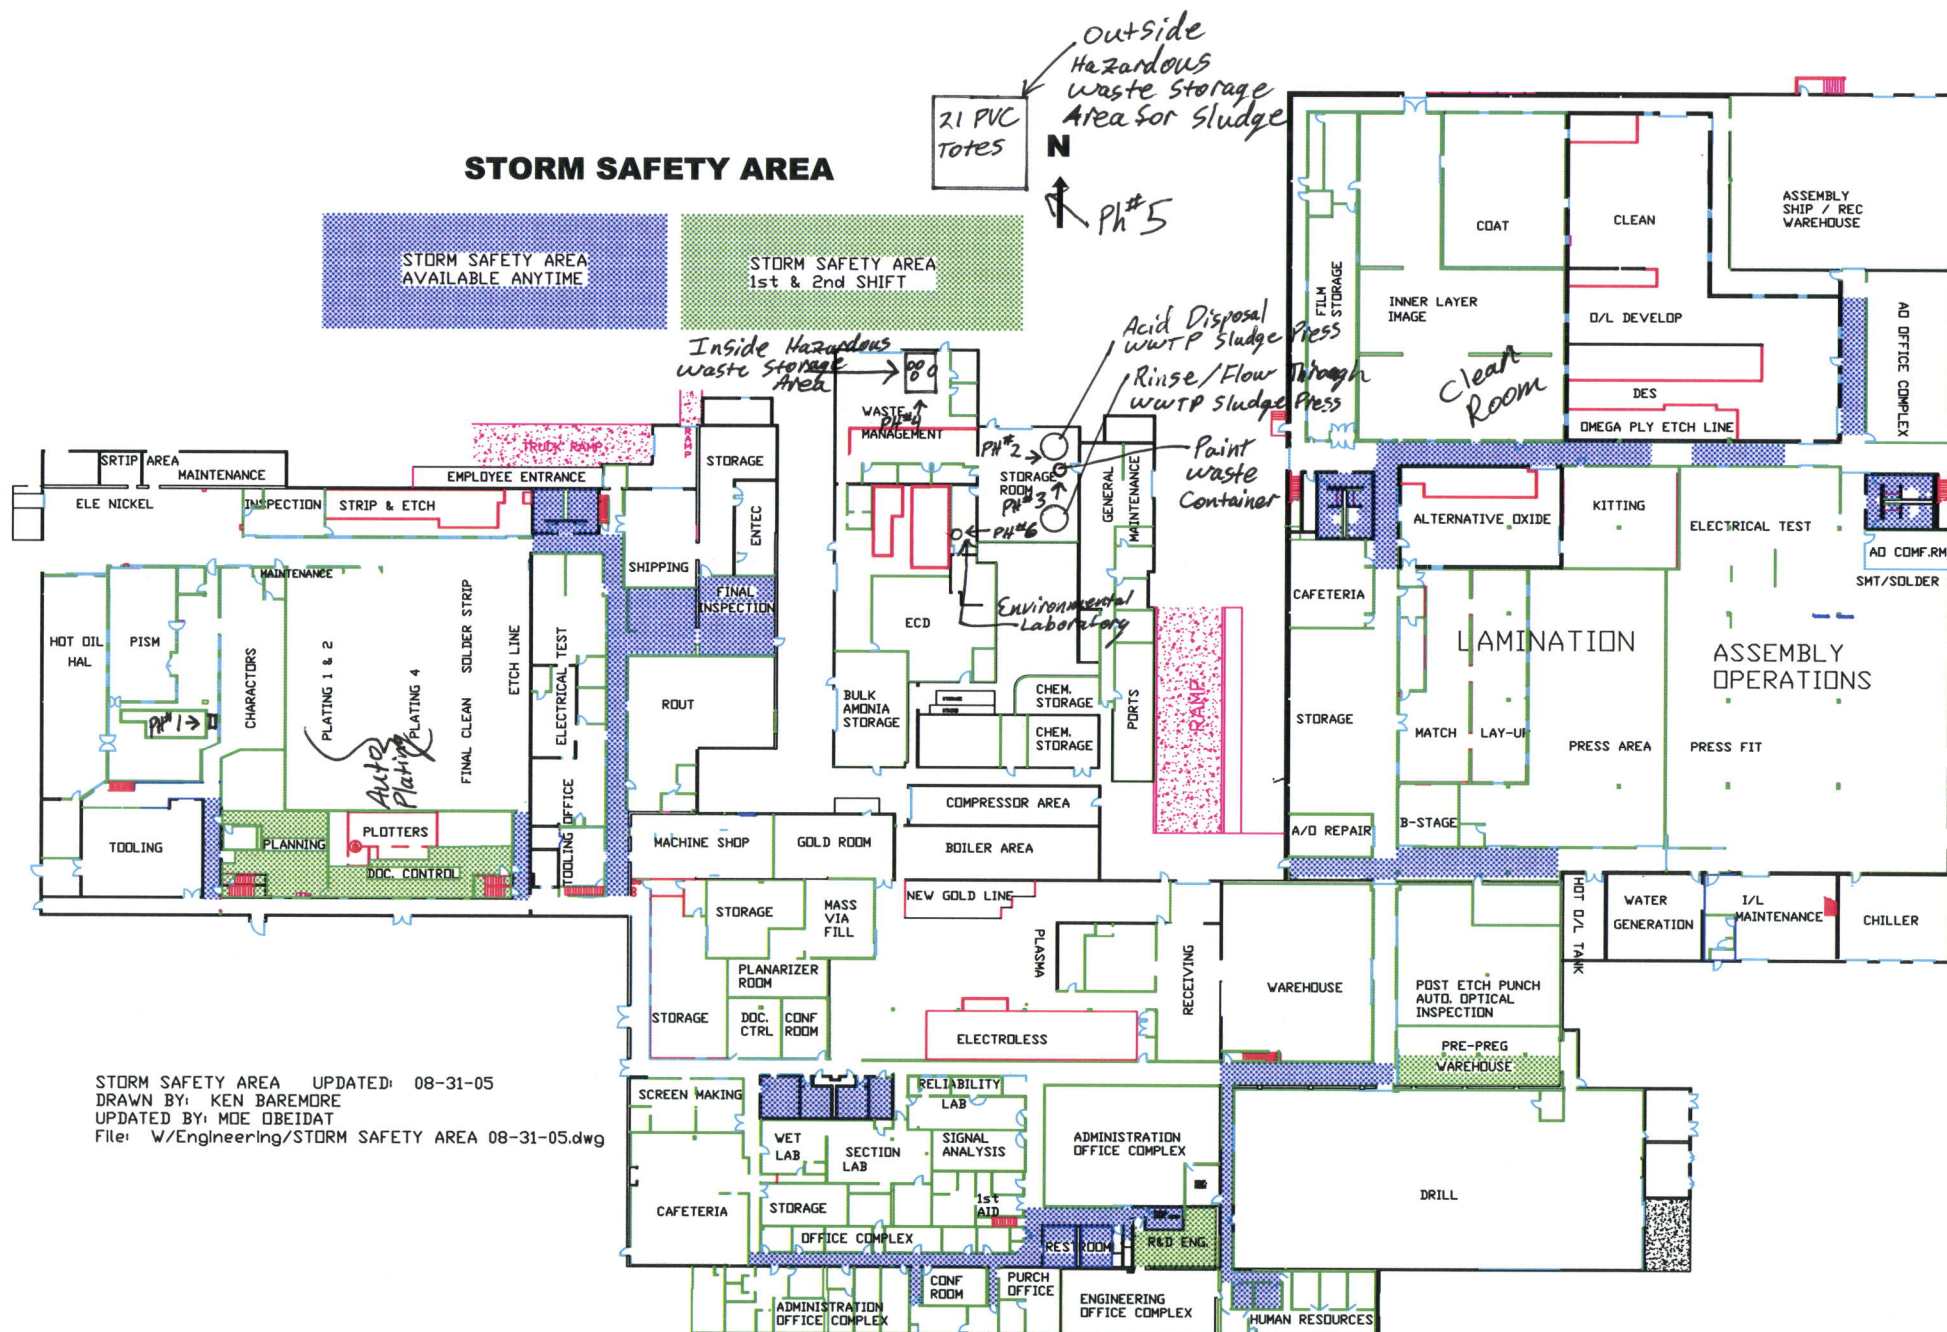 Outside
Hazardous
waste storage
Area for Sludge
21 PVC
Totes
N
Ph#5
STORM SAFETY AREA
STORM SAFETY AREA
AVAILABLE ANYTIME
STORM SAFETY AREA
1st & 2nd SHIFT
Inside Hazardous
waste storage
Area
Acid Disposal
WWTP Sludge Press
Rinse/Flow Through
WWTP Sludge Press
Paint
waste
Container
WASTE
MANAGEMENT
PH#4
PH#2
STORAGE
ROOM
PH#3
PH#6
GENERAL
MAINTENANCE
Environmental
Laboratory
ECD
BULK
AMONIA
STORAGE
CHEM.
STORAGE
CHEM.
STORAGE
PORTS
RAMP
COMPRESSOR AREA
BOILER AREA
TRUCK RAMP
RAMP
EMPLOYEE ENTRANCE
SRTIP AREA
MAINTENANCE
ELE NICKEL
INSPECTION
STRIP & ETCH
STORAGE
ENTEC
SHIPPING
FINAL
INSPECTION
MAINTENANCE
HOT OIL
HAL
PISM
PH#1
CHARACTORS
PLATING 1 & 2
PLATING 4
Auto
Plating
FINAL CLEAN
SOLDER STRIP
ETCH LINE
ELECTRICAL TEST
ROUT
TOOLING OFFICE
TOOLING
PLANNING
PLOTTERS
DOC. CONTROL
MACHINE SHOP
GOLD ROOM
FILM
STORAGE
COAT
CLEAN
ASSEMBLY
SHIP / REC
WAREHOUSE
INNER LAYER
IMAGE
O/L DEVELOP
Clean
Room
DES
OMEGA PLY ETCH LINE
AO OFFICE COMPLEX
ALTERNATIVE OXIDE
KITTING
ELECTRICAL TEST
AO COMF.RM
SMT/SOLDER
CAFETERIA
LAMINATION
ASSEMBLY
OPERATIONS
STORAGE
MATCH
LAY-UP
PRESS AREA
PRESS FIT
A/O REPAIR
B-STAGE
NEW GOLD LINE
STORAGE
MASS
VIA
FILL
PLANARIZER
ROOM
STORAGE
DOC.
CTRL
CONF
ROOM
PLASMA
RECEIVING
ELECTROLESS
WAREHOUSE
HOT O/L TANK
WATER
GENERATION
I/L
MAINTENANCE
CHILLER
POST ETCH PUNCH
AUTO. OPTICAL
INSPECTION
PRE-PREG
WAREHOUSE
STORM SAFETY AREA UPDATED: 08-31-05
DRAWN BY: KEN BAREMORE
UPDATED BY: MOE OBEIDAT
File: W/Engineering/STORM SAFETY AREA 08-31-05.dwg
SCREEN MAKING
RELIABILITY
LAB
WET
LAB
SECTION
LAB
SIGNAL
ANALYSIS
ADMINISTRATION
OFFICE COMPLEX
CAFETERIA
STORAGE
1st
AID
OFFICE COMPLEX
RESTROOM
R&D ENG.
DRILL
ADMINISTRATION
OFFICE COMPLEX
CONF
ROOM
PURCH
OFFICE
ENGINEERING
OFFICE COMPLEX
HUMAN RESOURCES